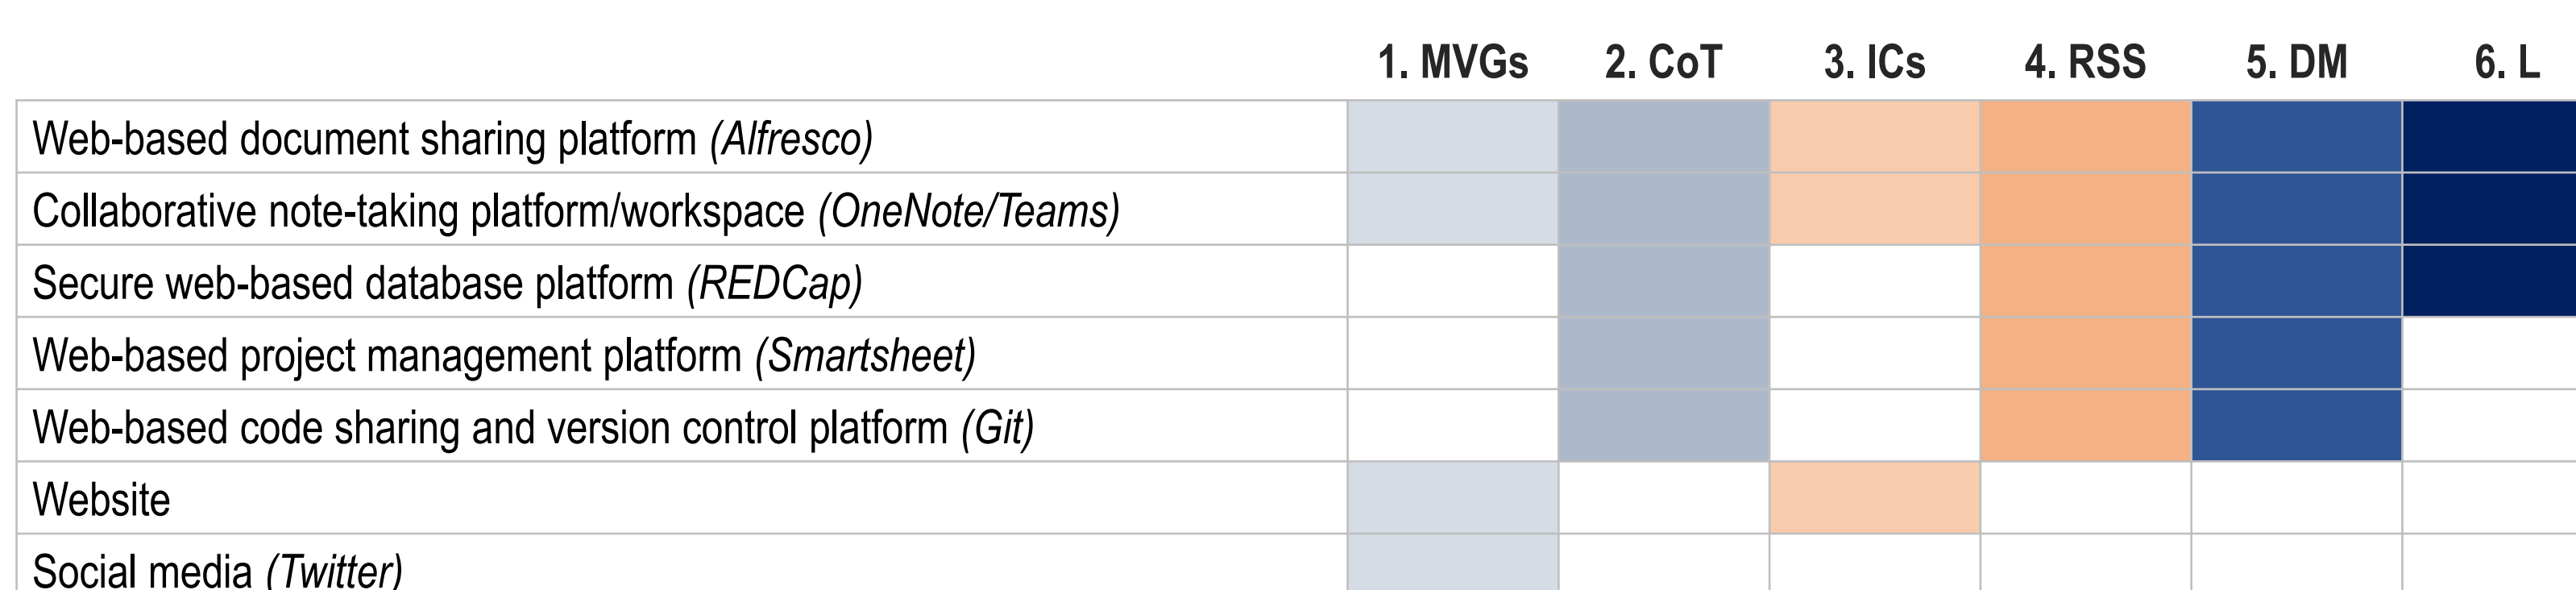 1. MVGs 2. CoT 3. ICs 4. RSS 5. DM 6. L
Web-based document sharing platform (Alfresco)
Collaborative note-taking platform/workspace (OneNote/Teams)
Secure web-based database platform (REDCap)
Web-based project management platform (Smartsheet)
Web-based code sharing and version control platform (Git)
Website
Social media (Twitter)